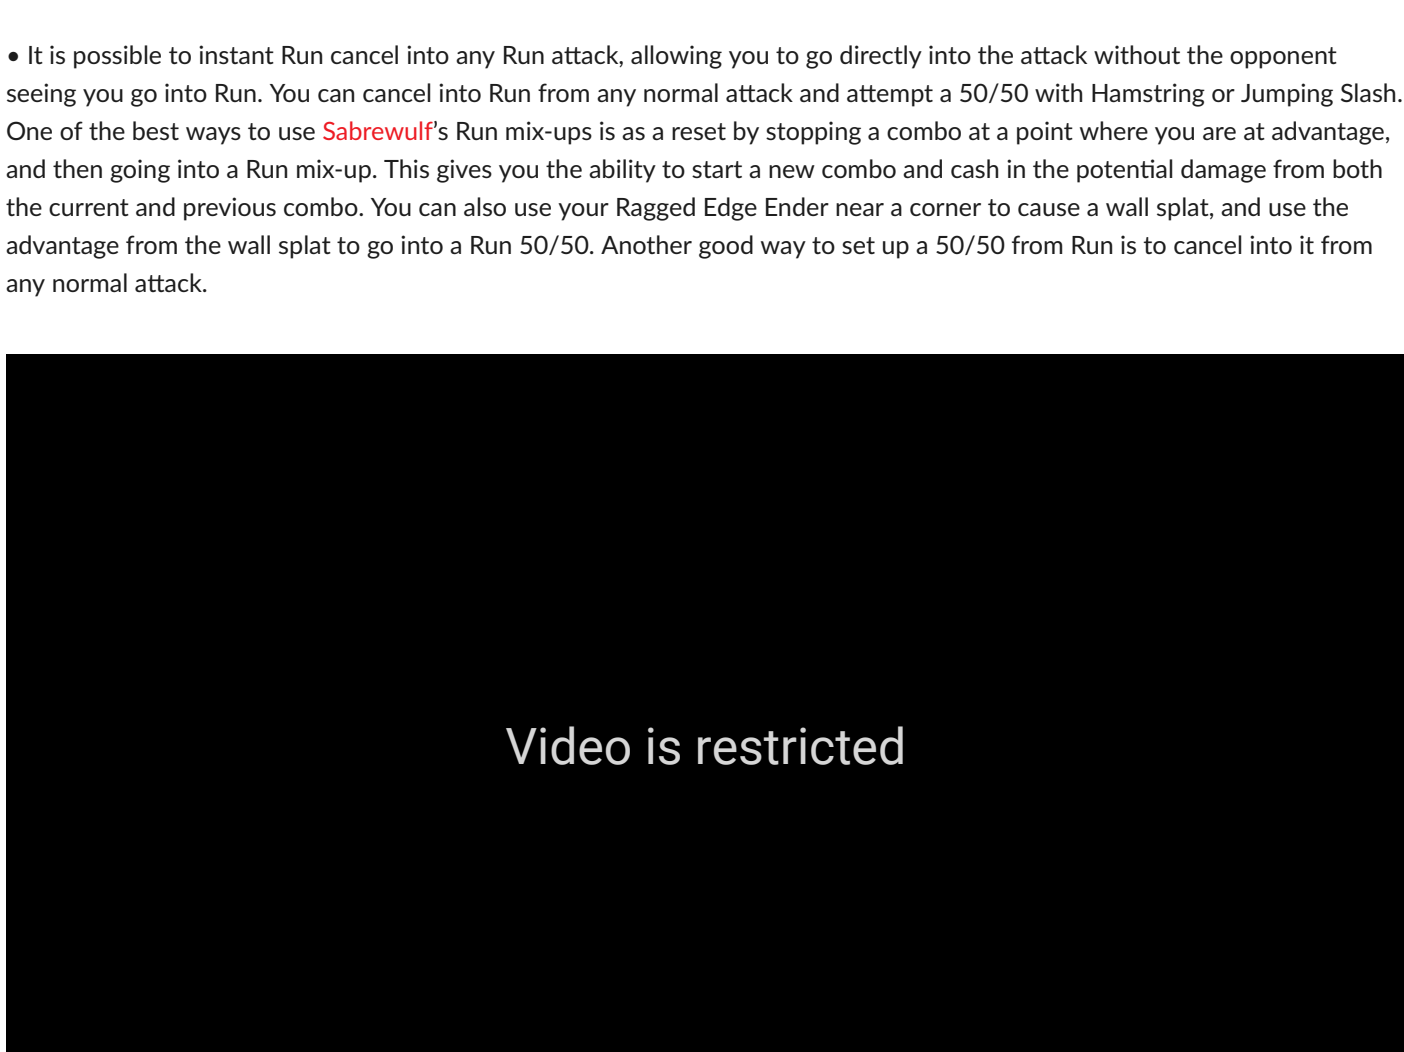 • It is possible to instant Run cancel into any Run attack, allowing you to go directly into the attack without the opponent
seeing you go into Run. You can cancel into Run from any normal attack and attempt a 50/50 with Hamstring or Jumping Slash.
One of the best ways to use Sabrewulf’s Run mix-ups is as a reset by stopping a combo at a point where you are at advantage,
and then going into a Run mix-up. This gives you the ability to start a new combo and cash in the potential damage from both
the current and previous combo. You can also use your Ragged Edge Ender near a corner to cause a wall splat, and use the
advantage from the wall splat to go into a Run 50/50. Another good way to set up a 50/50 from Run is to cancel into it from
any normal attack.
Video is restricted